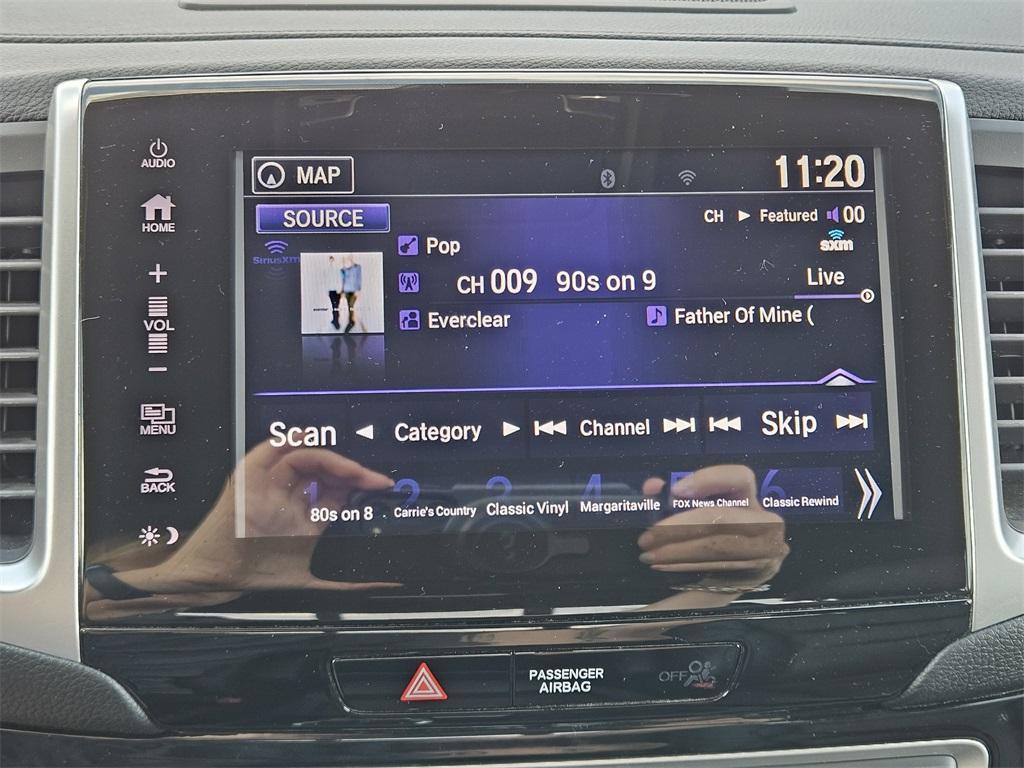 AUDIO
HOME
+
VOL
−
MENU
BACK
MAP
11:20
SOURCE
CH ► Featured 00
SiriusXM
sxm
Pop
Live
CH 009 90s on 9
Everclear
Father Of Mine (
Scan ◄ Category ► Channel Skip
1 2 3 4 5 6
80s on 8 Carrie's Country Classic Vinyl Margaritaville FOX News Channel Classic Rewind
PASSENGER
AIRBAG
OFF